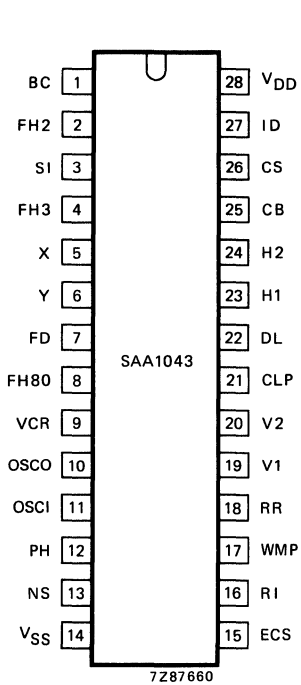 BC 1 28 VDD
FH2 2 27 ID
SI 3 26 CS
FH3 4 25 CB
X 5 24 H2
Y 6 23 H1
FD 7 22 DL
SAA1043
FH80 8 21 CLP
VCR 9 20 V2
OSCO 10 19 V1
OSCI 11 18 RR
PH 12 17 WMP
NS 13 16 RI
VSS 14 15 ECS
7Z87660